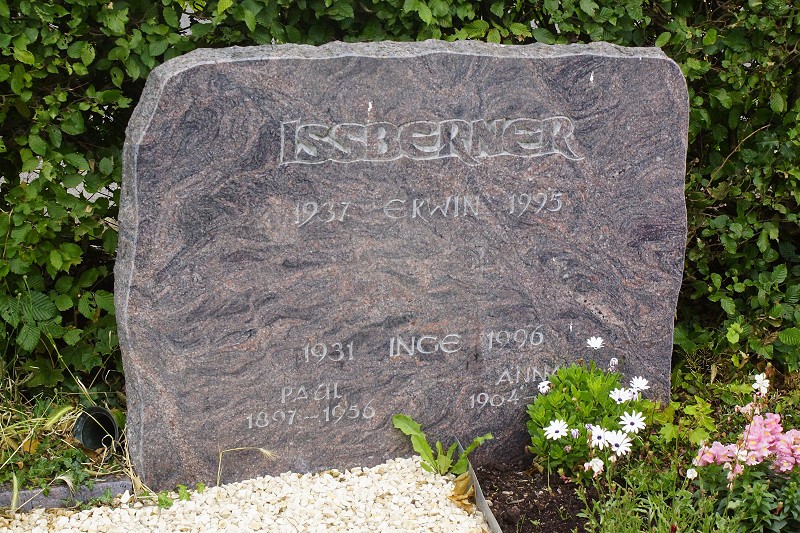 ISSBERNER
1937 ERWIN 1995
1931 INGE 1996
PAUL ANNA
1897-1956 1904-